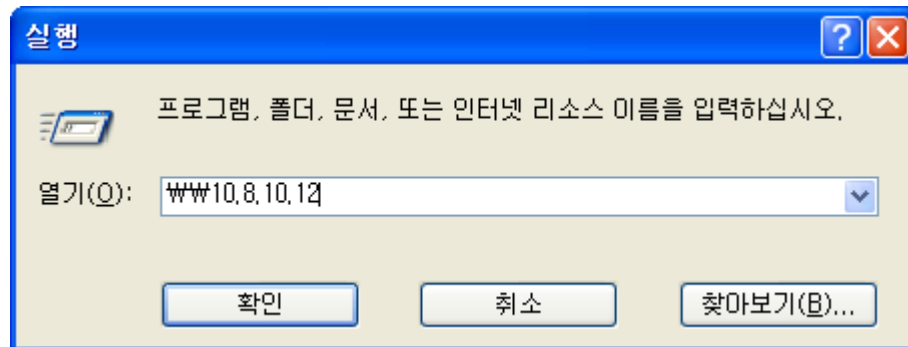 실행
프로그램, 폴더, 문서, 또는 인터넷 리소스 이름을 입력하십시오.
열기(O): ₩₩10.8.10.12
확인 취소 찾아보기(B)...